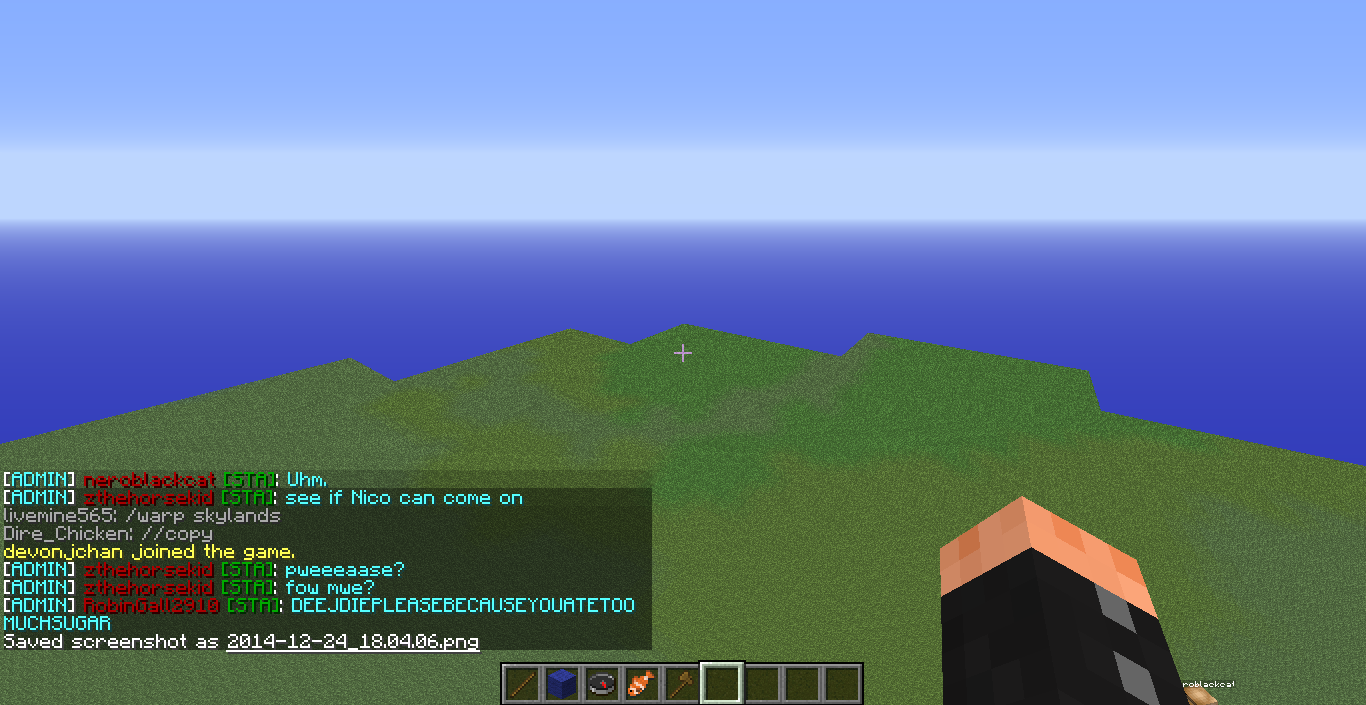 [ADMIN] neroblackcat [STA]: Uhm.
[ADMIN] zthehorsekid [STA]: see if Nico can come on
livemine565: /warp skylands
Dire_Chicken: //copy
devonjchan joined the game.
[ADMIN] zthehorsekid [STA]: pweeeaase?
[ADMIN] zthehorsekid [STA]: fow mwe?
[ADMIN] RobinGall2910 [STA]: DEEJDIEPLEASEBECAUSEYOUATETOO
MUCHSUGAR
Saved screenshot as 2014-12-24_18.04.06.png
roblackcat